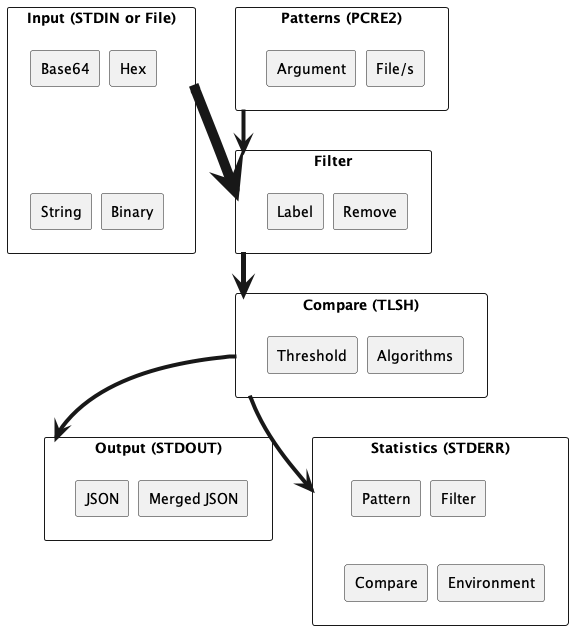 Input (STDIN or File)
Base64
Hex
String
Binary
Patterns (PCRE2)
Argument
File/s
Filter
Label
Remove
Compare (TLSH)
Threshold
Algorithms
Output (STDOUT)
JSON
Merged JSON
Statistics (STDERR)
Pattern
Filter
Compare
Environment